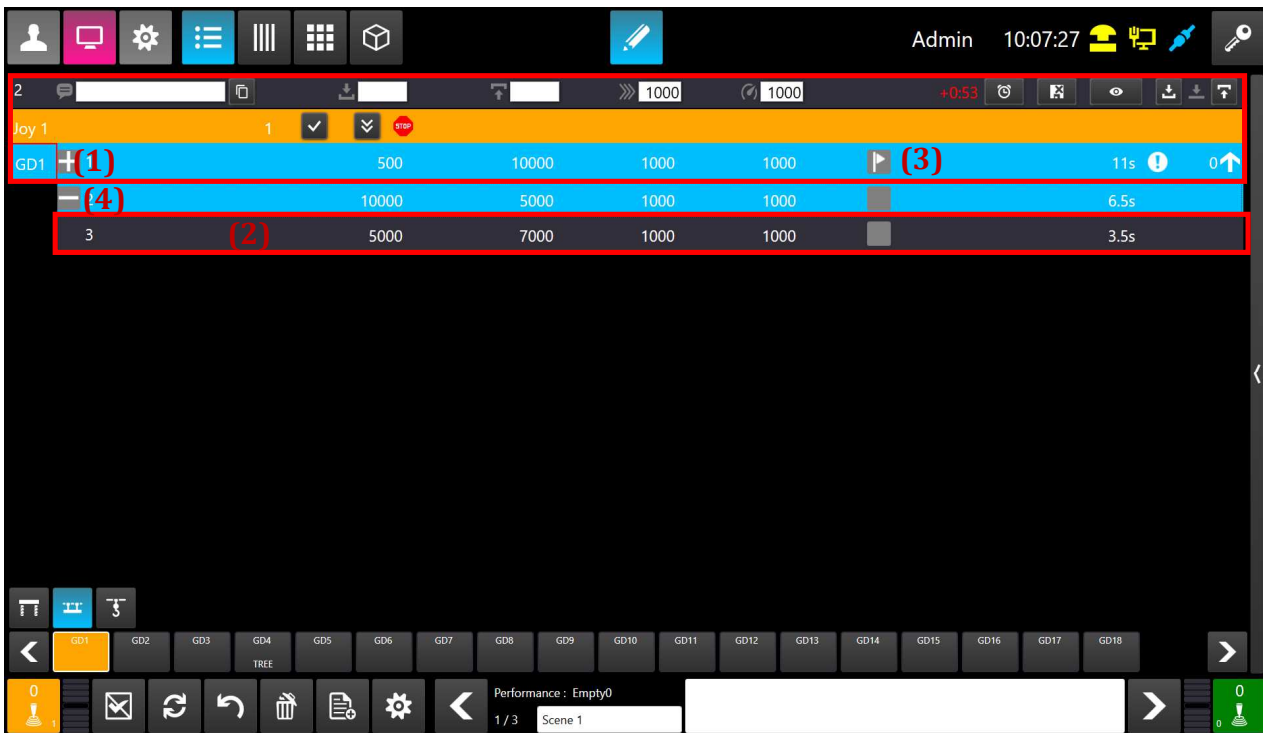 Admin 10:07:27
2 1000 1000 +0:53
Joy 1 1 STOP
GD1 (1) 1 500 10000 1000 1000 (3) 11s 0
(4) 2 10000 5000 1000 1000 6.5s
3 (2) 5000 7000 1000 1000 3.5s
GD1 GD2 GD3 GD4 GD5 GD6 GD7 GD8 GD9 GD10 GD11 GD12 GD13 GD14 GD15 GD16 GD17 GD18
TREE
0 Performance : Empty0 0
1 1 / 3 Scene 1 0